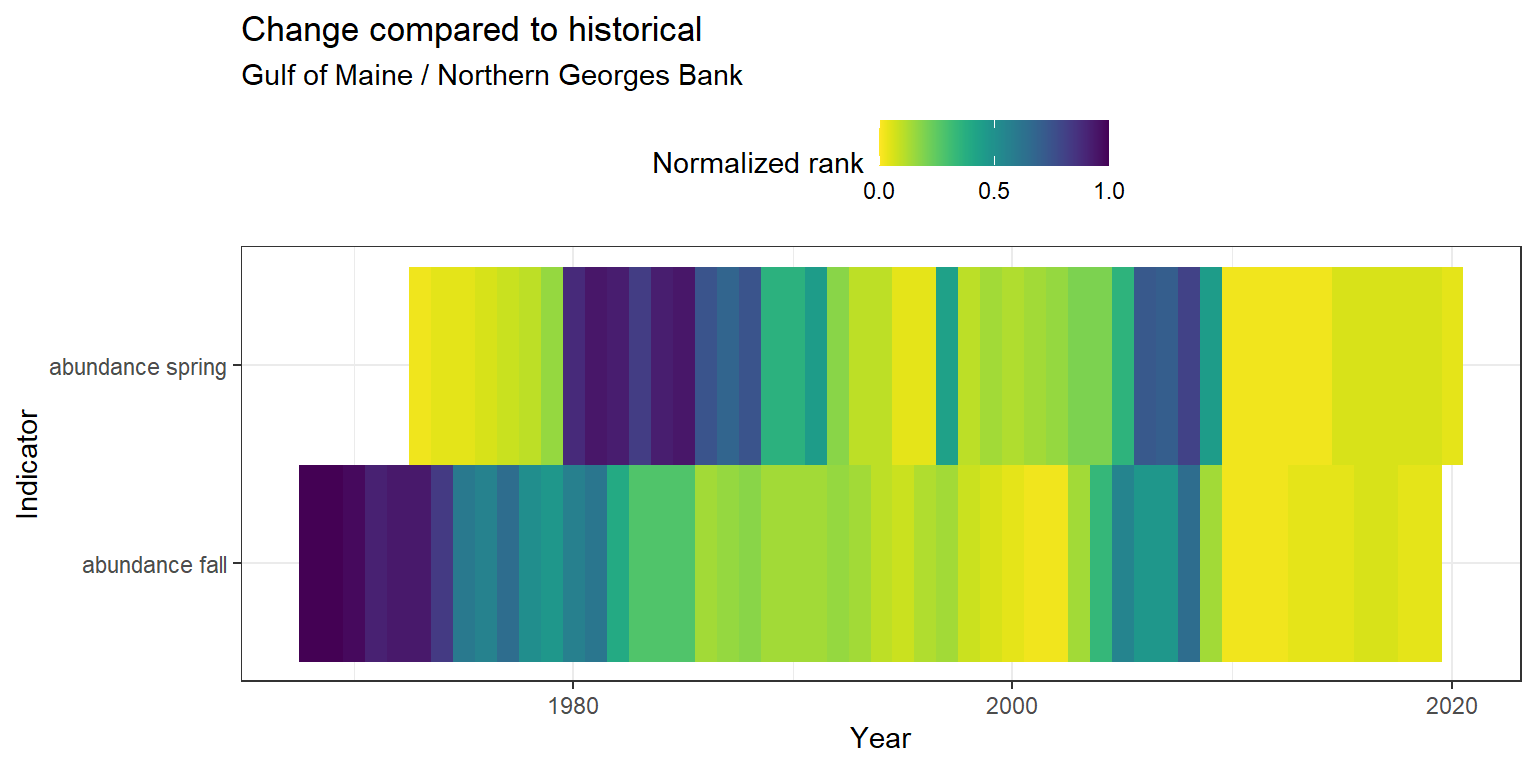 Change compared to historical
Gulf of Maine / Northern Georges Bank
Normalized rank
0.0 0.5 1.0
Indicator
abundance spring
abundance fall
1980 2000 2020
Year